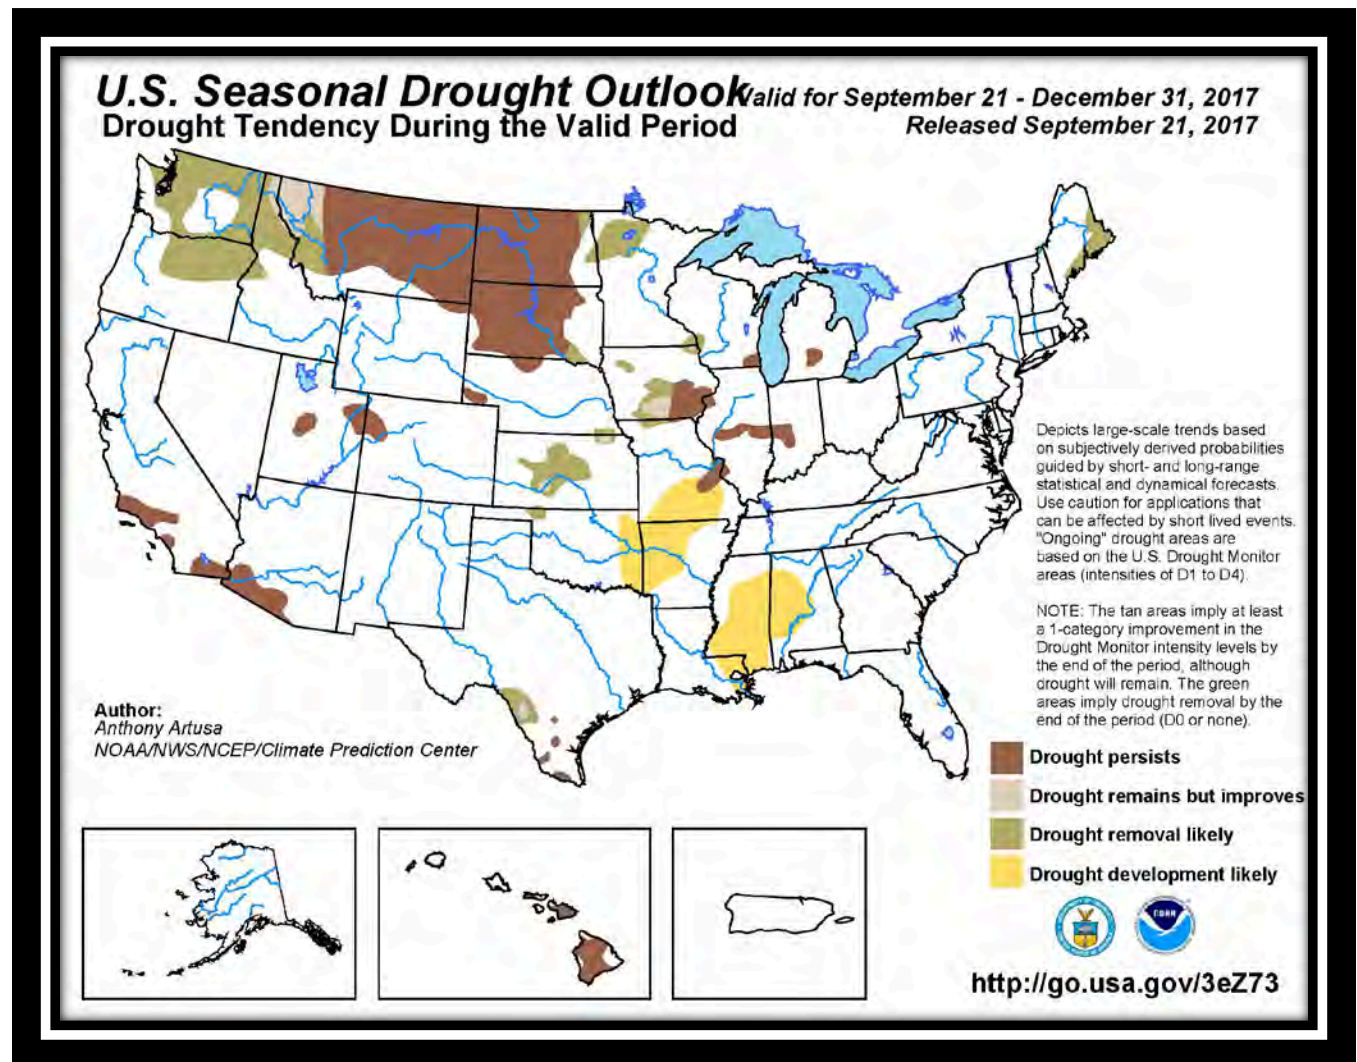 U.S. Seasonal Drought Outlook
Drought Tendency During the Valid Period
Valid for September 21 - December 31, 2017
Released September 21, 2017
Depicts large-scale trends based
on subjectively derived probabilities
guided by short- and long-range
statistical and dynamical forecasts.
Use caution for applications that
can be affected by short lived events.
"Ongoing" drought areas are
based on the U.S. Drought Monitor
areas (intensities of D1 to D4).
NOTE: The tan areas imply at least
a 1-category improvement in the
Drought Monitor intensity levels by
the end of the period, although
drought will remain. The green
areas imply drought removal by the
end of the period (D0 or none).
Author:
Anthony Artusa
NOAA/NWS/NCEP/Climate Prediction Center
Drought persists
Drought remains but improves
Drought removal likely
Drought development likely
NOAA
http://go.usa.gov/3eZ73